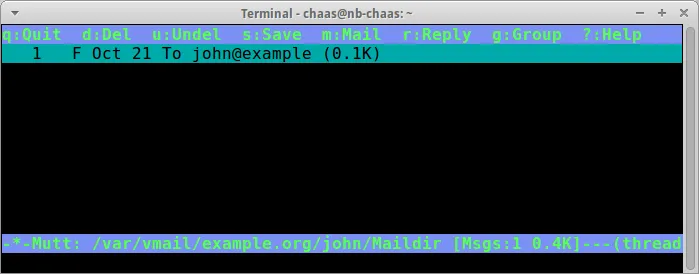 Terminal - chaas@nb-chaas: ~
q:Quit  d:Del  u:Undel  s:Save  m:Mail  r:Reply  g:Group  ?:Help
1   F Oct 21 To john@example (0.1K)
-*-Mutt: /var/vmail/example.org/john/Maildir [Msgs:1 0.4K]---(thread